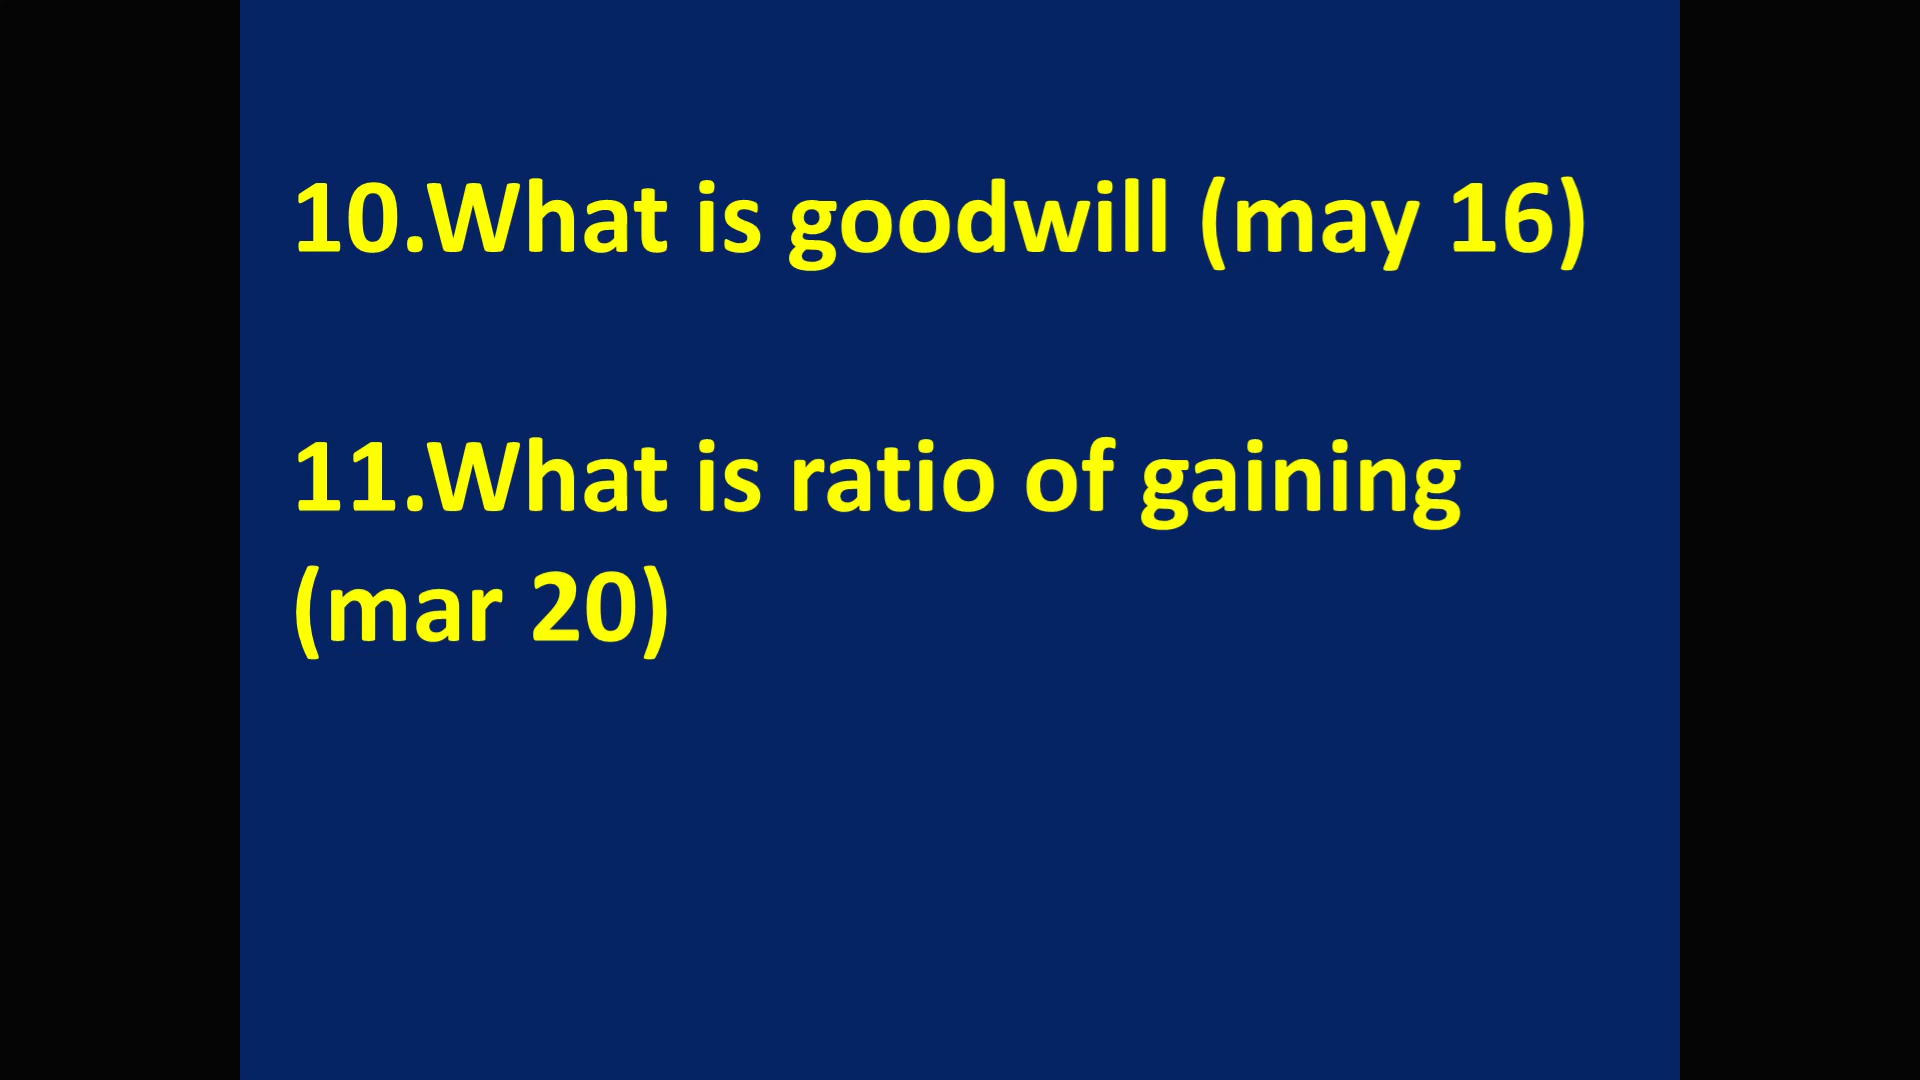 10.What is goodwill (may 16)
11.What is ratio of gaining
(mar 20)